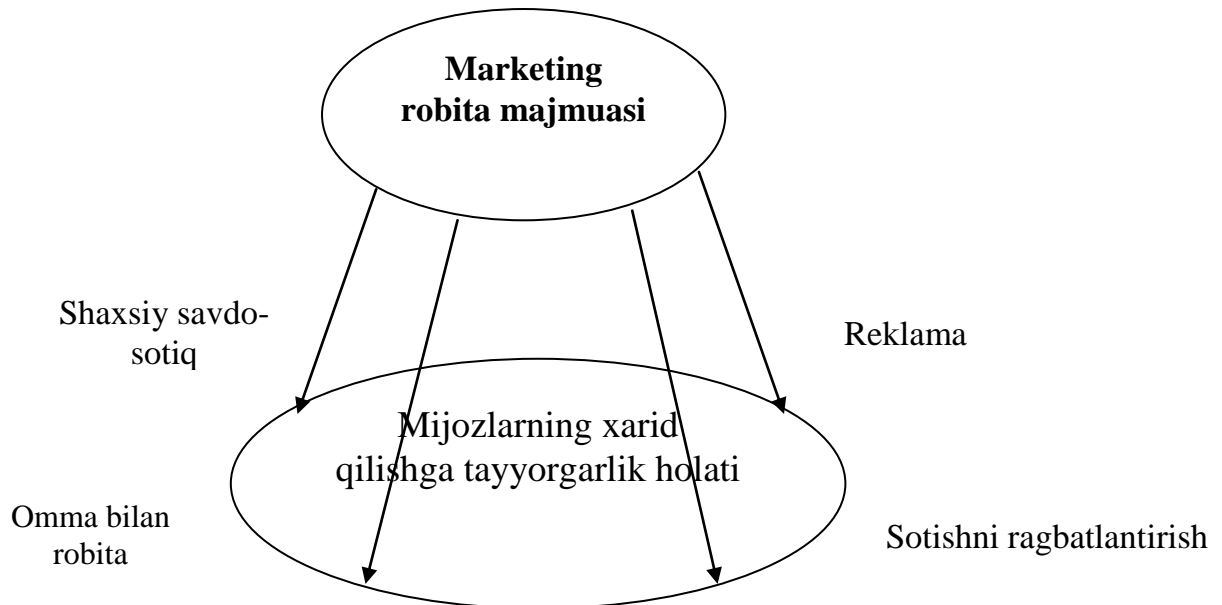 Marketing
robita majmuasi
Shaxsiy savdo-
sotiq
Reklama
Mijozlarning xarid
qilishga tayyorgarlik holati
Omma bilan
robita
Sotishni ragbatlantirish